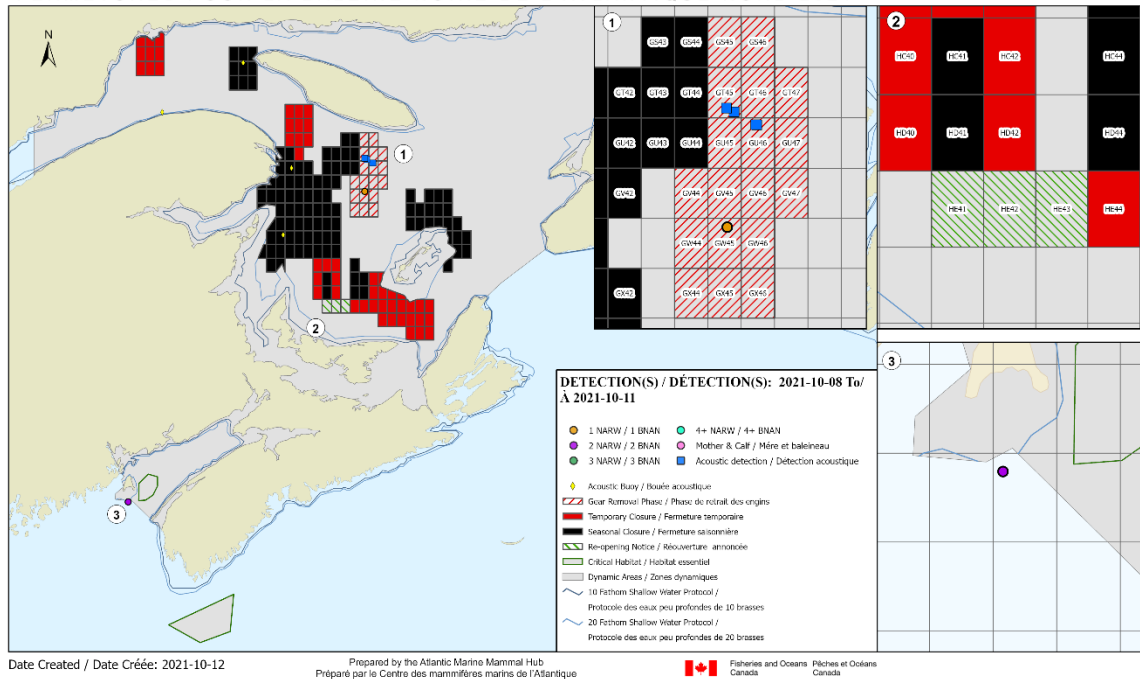 N
1
2
3
1
GS43 GS44 GS45 GS46
GT42 GT43 GT44 GT45 GT46 GT47
GU42 GU43 GU44 GU45 GU46 GU47
GV42 GV44 GV45 GV46 GV47
GW44 GW45 GW46
GX42 GX44 GX45 GX46
2
HC40 HC41 HC42 HC44
HD40 HD41 HD42 HD44
HE41 HE42 HE43 HE44
3
DETECTION(S) / DÉTECTION(S): 2021-10-08 To/
À 2021-10-11
1 NARW / 1 BNAN 4+ NARW / 4+ BNAN
2 NARW / 2 BNAN Mother & Calf / Mére et baleineau
3 NARW / 3 BNAN Acoustic detection / Détection acoustique
Acoustic Buoy / Bouée acoustique
Gear Removal Phase / Phase de retrait des engins
Temporary Closure / Fermeture temporaire
Seasonal Closure / Fermeture saisonnière
Re-opening Notice / Réouverture annoncée
Critical Habitat / Habitat essentiel
Dynamic Areas / Zones dynamiques
10 Fathom Shallow Water Protocol /
Protocole des eaux peu profondes de 10 brasses
20 Fathom Shallow Water Protocol /
Protocole des eaux peu profondes de 20 brasses
Date Created / Date Créée: 2021-10-12
Prepared by the Atlantic Marine Mammal Hub
Préparé par le Centre des mammifères marins de l'Atlantique
Fisheries and Oceans Pêches et Océans
Canada Canada